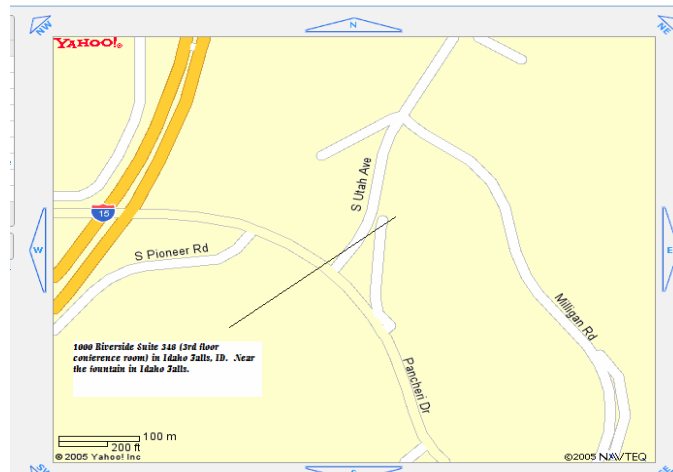 NW
N
NE
YAHOO!®
S Utah Ave
15
W
E
S Pioneer Rd
Milligan Rd
1000 Riverside Suite 348 (3rd floor
conference room) in Idaho Falls, ID. Near
the fountain in Idaho Falls.
Pancheri Dr
100 m
200 ft
©2005 Yahoo! Inc
©2005 NAVTEQ
SW
S
SE